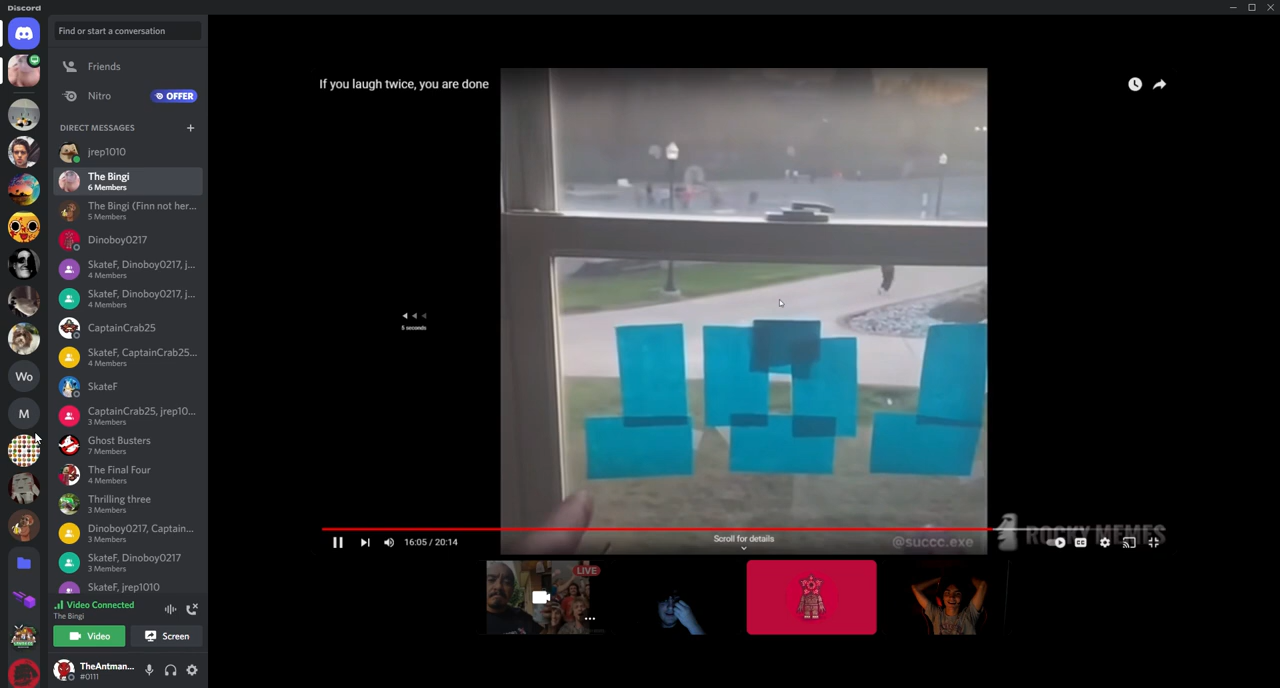 Discord
Find or start a conversation
Friends
Nitro
OFFER
DIRECT MESSAGES
jrep1010
The Bingi
6 Members
The Bingi (Finn not her...
5 Members
Dinoboy0217
SkateF, Dinoboy0217, j...
4 Members
SkateF, Dinoboy0217, j...
4 Members
CaptainCrab25
SkateF, CaptainCrab25...
4 Members
SkateF
CaptainCrab25, jrep10...
3 Members
Ghost Busters
7 Members
The Final Four
4 Members
Thrilling three
3 Members
Dinoboy0217, Captain...
3 Members
SkateF, Dinoboy0217
3 Members
SkateF, jrep1010
Video Connected
The Bingi
Video
Screen
TheAntman...
#0111
Wo
M
If you laugh twice, you are done
5 seconds
16:05 / 20:14
Scroll for details
@succc.exe
ROCKY MEMES
CC
LIVE